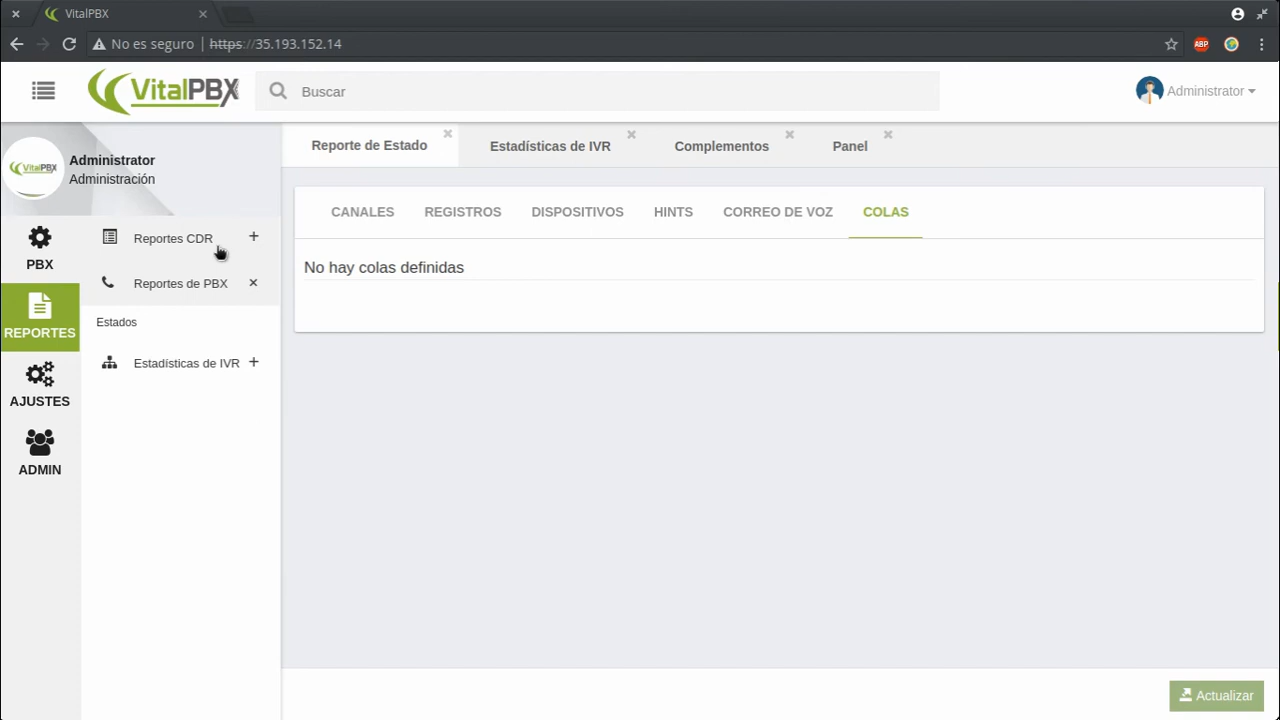 VitalPBX
No es seguro | https://35.193.152.14
ABP
VitalPBX
Buscar
Administrator
VitalPBX
Administrator
Administración
Reporte de Estado
Estadísticas de IVR
Complementos
Panel
PBX
REPORTES
AJUSTES
ADMIN
Reportes CDR
Reportes de PBX
Estados
Estadísticas de IVR
CANALES
REGISTROS
DISPOSITIVOS
HINTS
CORREO DE VOZ
COLAS
No hay colas definidas
Actualizar